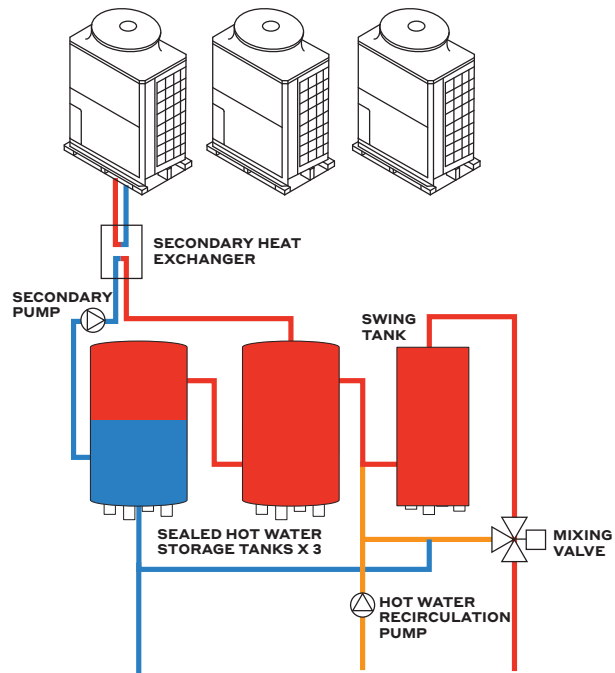 SECONDARY HEAT
EXCHANGER
SECONDARY
PUMP
SWING
TANK
SEALED HOT WATER
STORAGE TANKS X 3
MIXING
VALVE
HOT WATER
RECIRCULATION
PUMP